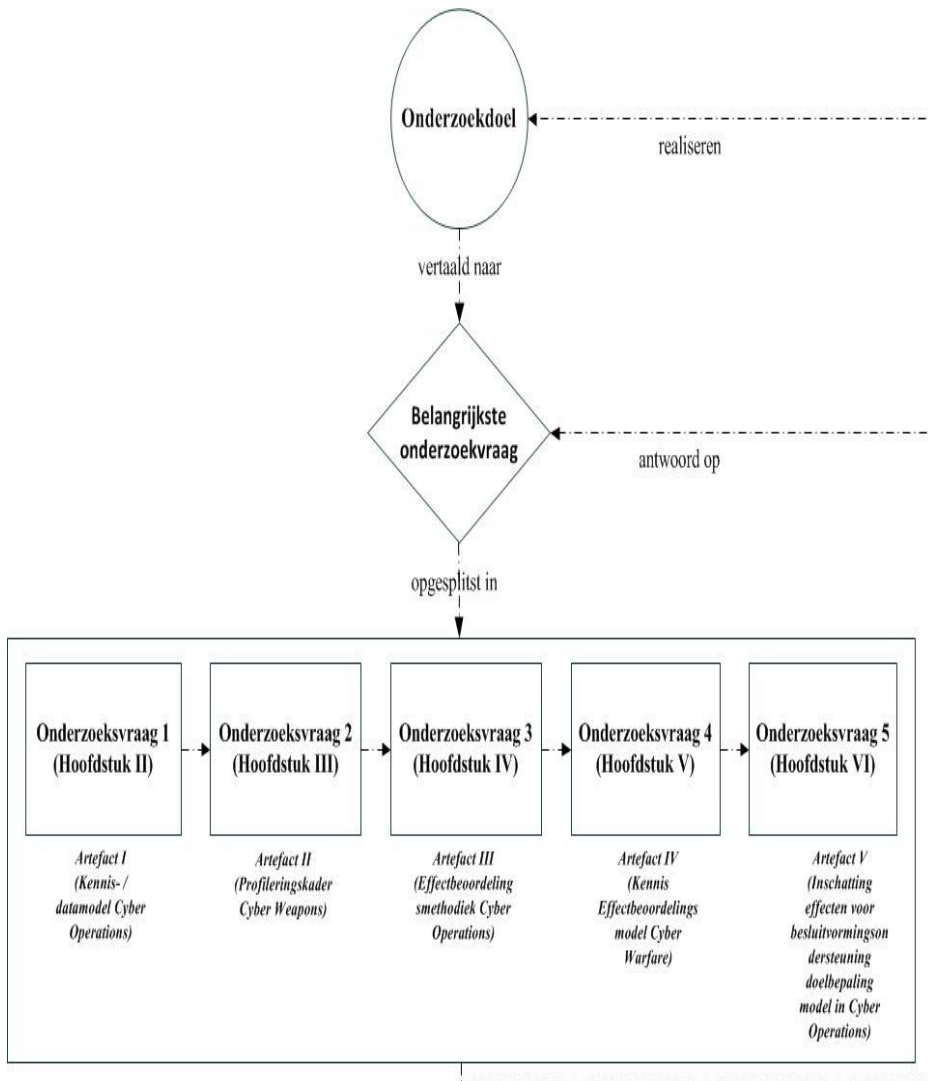 Onderzoekdoel
realiseren
vertaald naar
Belangrijkste
onderzoekvraag
antwoord op
opgesplitst in
Onderzoeksvraag 1
(Hoofdstuk II)
Onderzoeksvraag 2
(Hoofdstuk III)
Onderzoeksvraag 3
(Hoofdstuk IV)
Onderzoeksvraag 4
(Hoofdstuk V)
Onderzoeksvraag 5
(Hoofdstuk VI)
Artefact I
(Kennis- /
datamodel Cyber
Operations)
Artefact II
(Profileringskader
Cyber Weapons)
Artefact III
(Effectbeoordeling
smethodiek Cyber
Operations)
Artefact IV
(Kennis
Effectbeoordelings
model Cyber
Warfare)
Artefact V
(Inschatting
effecten voor
besluitvormingson
dersteuning
doelbepaling
model in Cyber
Operations)